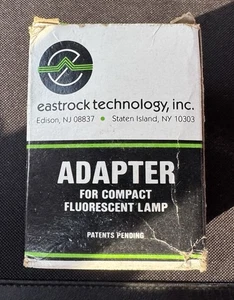 eastrock technology, inc.
Edison, NJ 08837 • Staten Island, NY 10303
ADAPTER
FOR COMPACT
FLUORESCENT LAMP
PATENTS PENDING